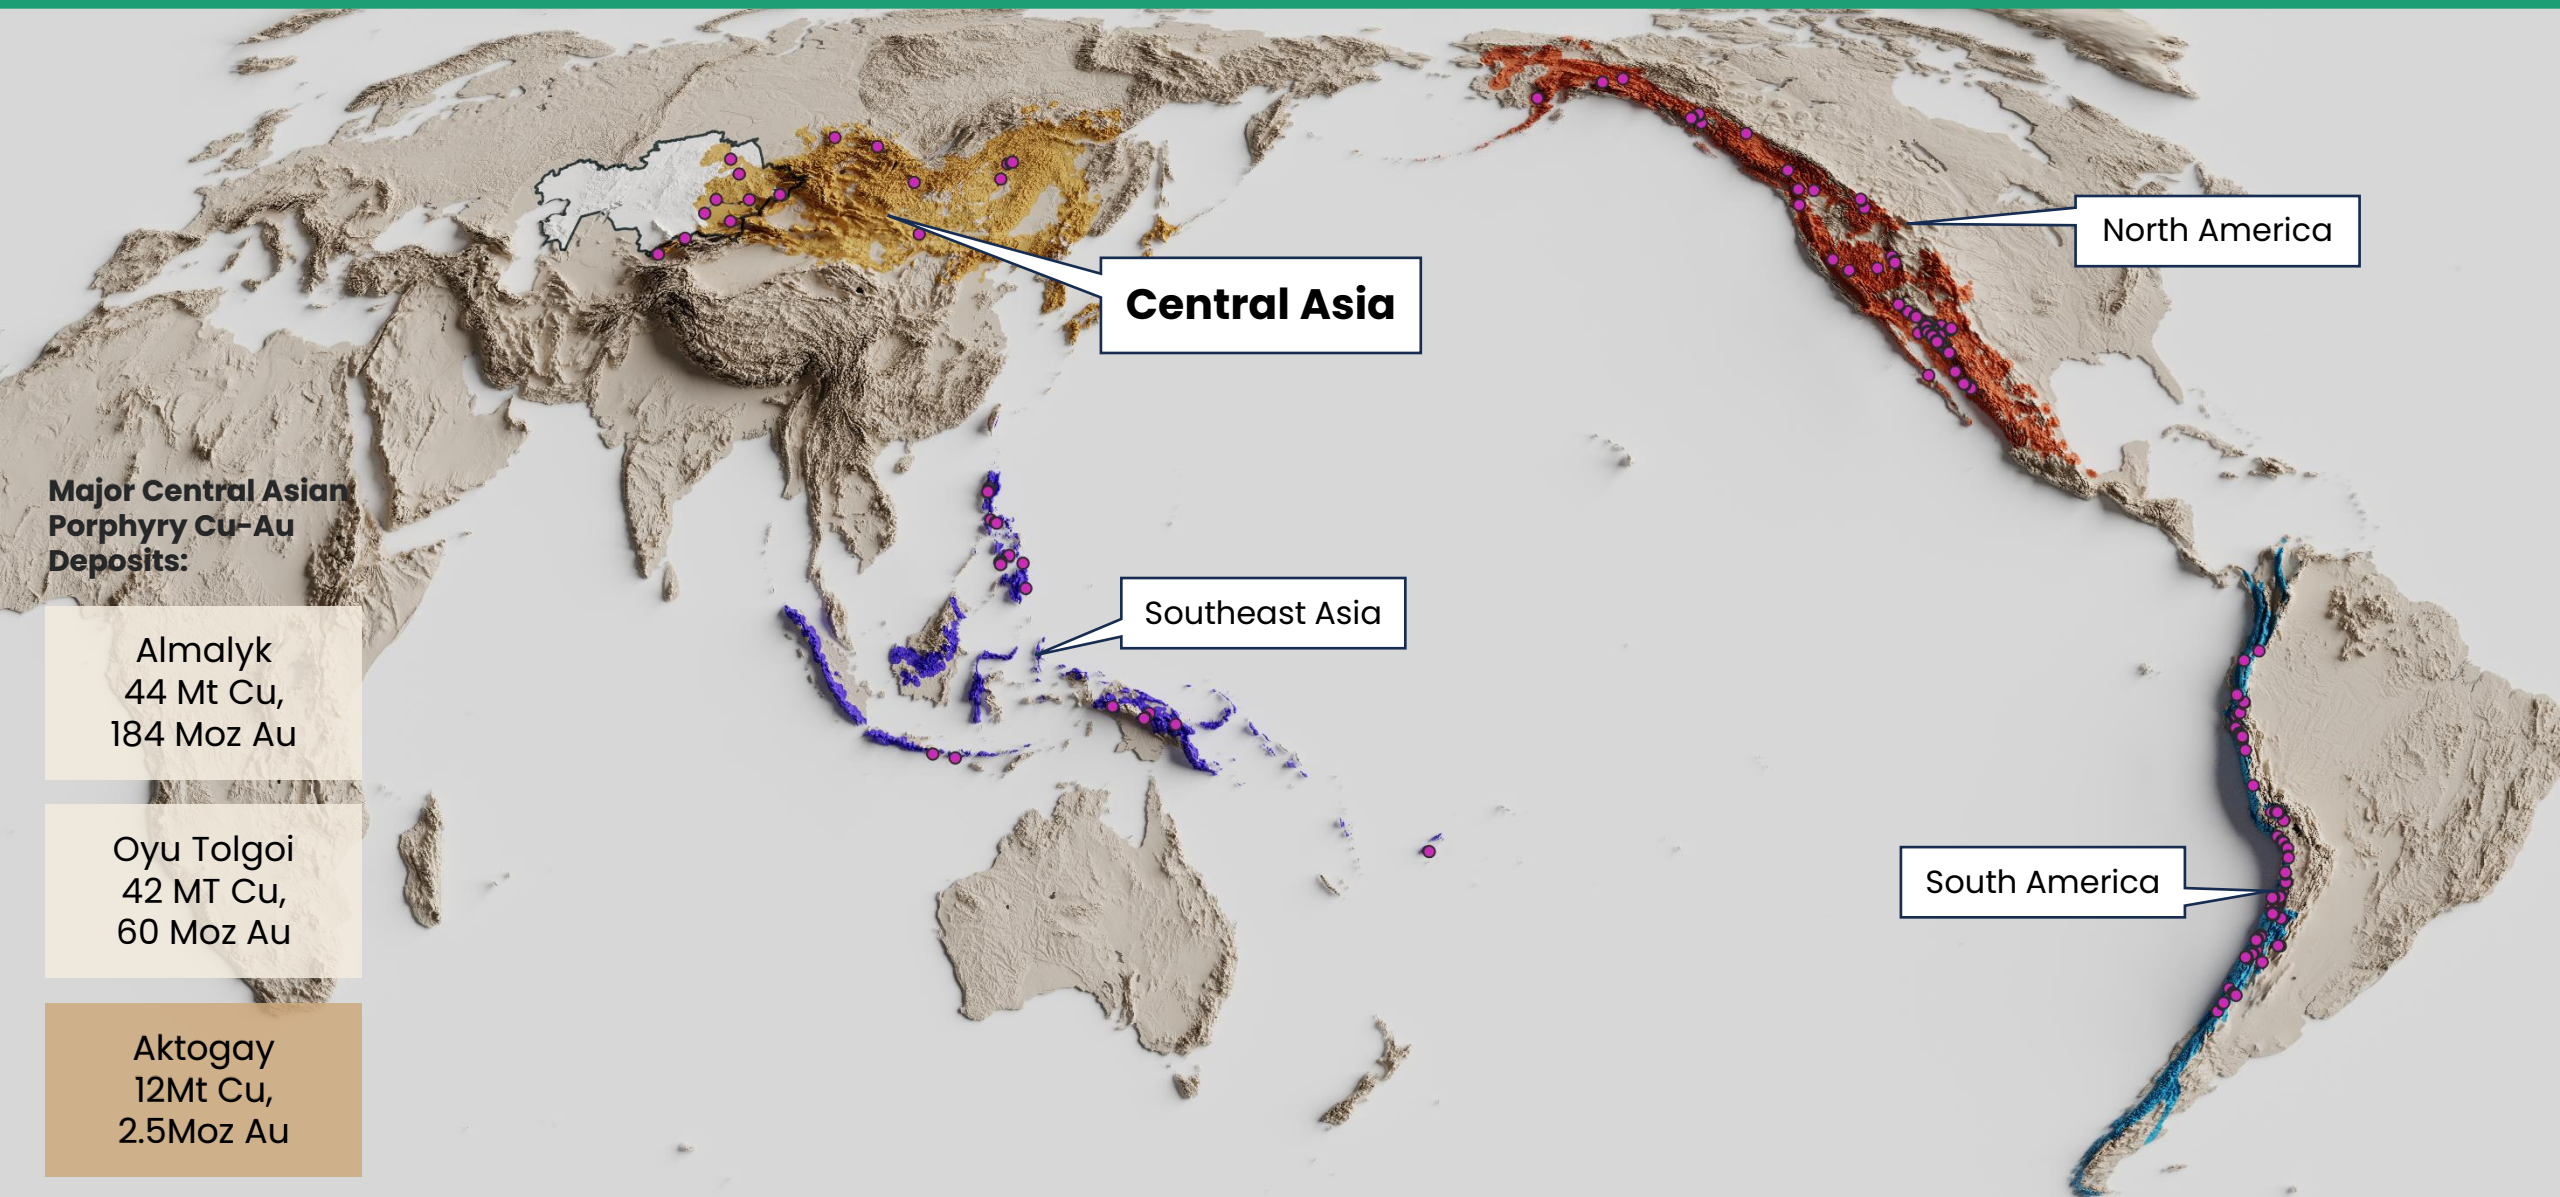 North America
Central Asia
Major Central Asian
Porphyry Cu-Au
Deposits:
Southeast Asia
Almalyk
44 Mt Cu,
184 Moz Au
Oyu Tolgoi
42 MT Cu,
60 Moz Au
South America
Aktogay
12Mt Cu,
2.5Moz Au